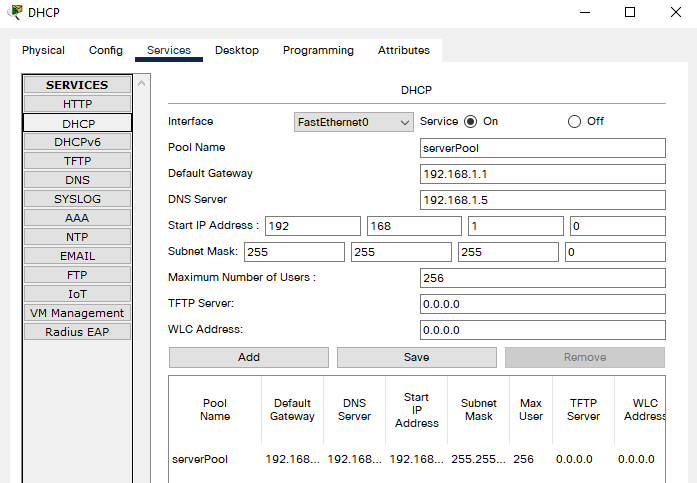 DHCP
Physical Config Services Desktop Programming Attributes
SERVICES
HTTP
DHCP
DHCPv6
TFTP
DNS
SYSLOG
AAA
NTP
EMAIL
FTP
IoT
VM Management
Radius EAP
DHCP
Interface FastEthernet0 Service On Off
Pool Name serverPool
Default Gateway 192.168.1.1
DNS Server 192.168.1.5
Start IP Address : 192 168 1 0
Subnet Mask: 255 255 255 0
Maximum Number of Users : 256
TFTP Server: 0.0.0.0
WLC Address: 0.0.0.0
Add Save Remove
Pool Name Default Gateway DNS Server Start IP Address Subnet Mask Max User TFTP Server WLC Address
serverPool 192.168... 192.168... 192.168... 255.255... 256 0.0.0.0 0.0.0.0